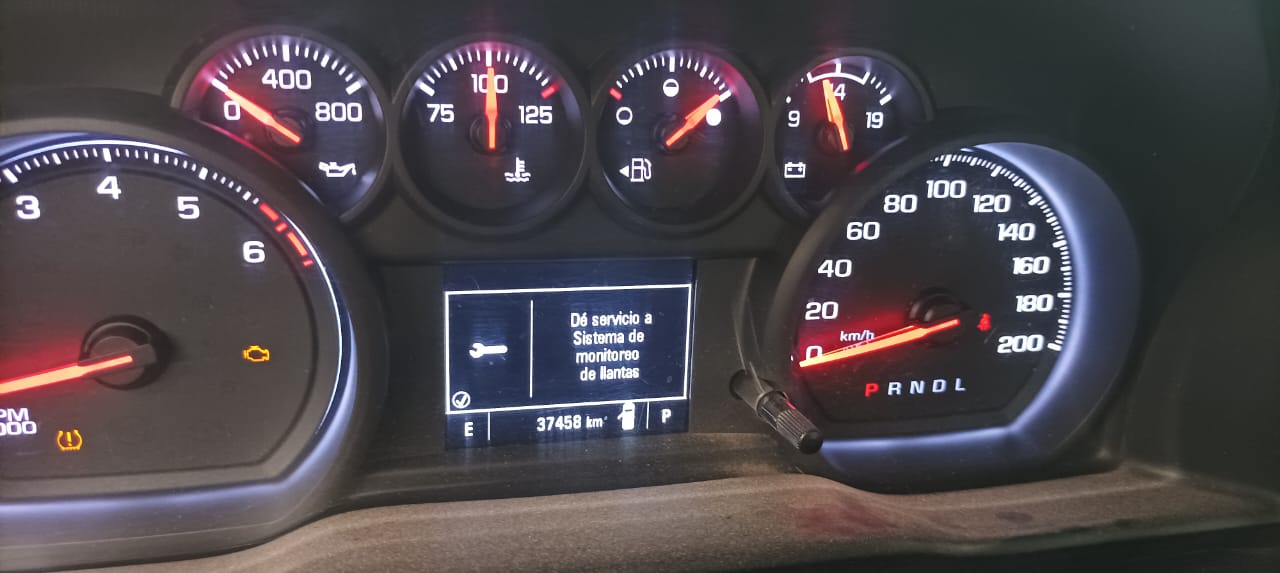 0 400 800
75 100 125
9 14 19
3 4 5 6
PM
000
Dé servicio a
Sistema de
monitoreo
de llantas
E 37458 km P
0 20 40 60 80 100 120 140 160 180 200
km/h
P R N D L